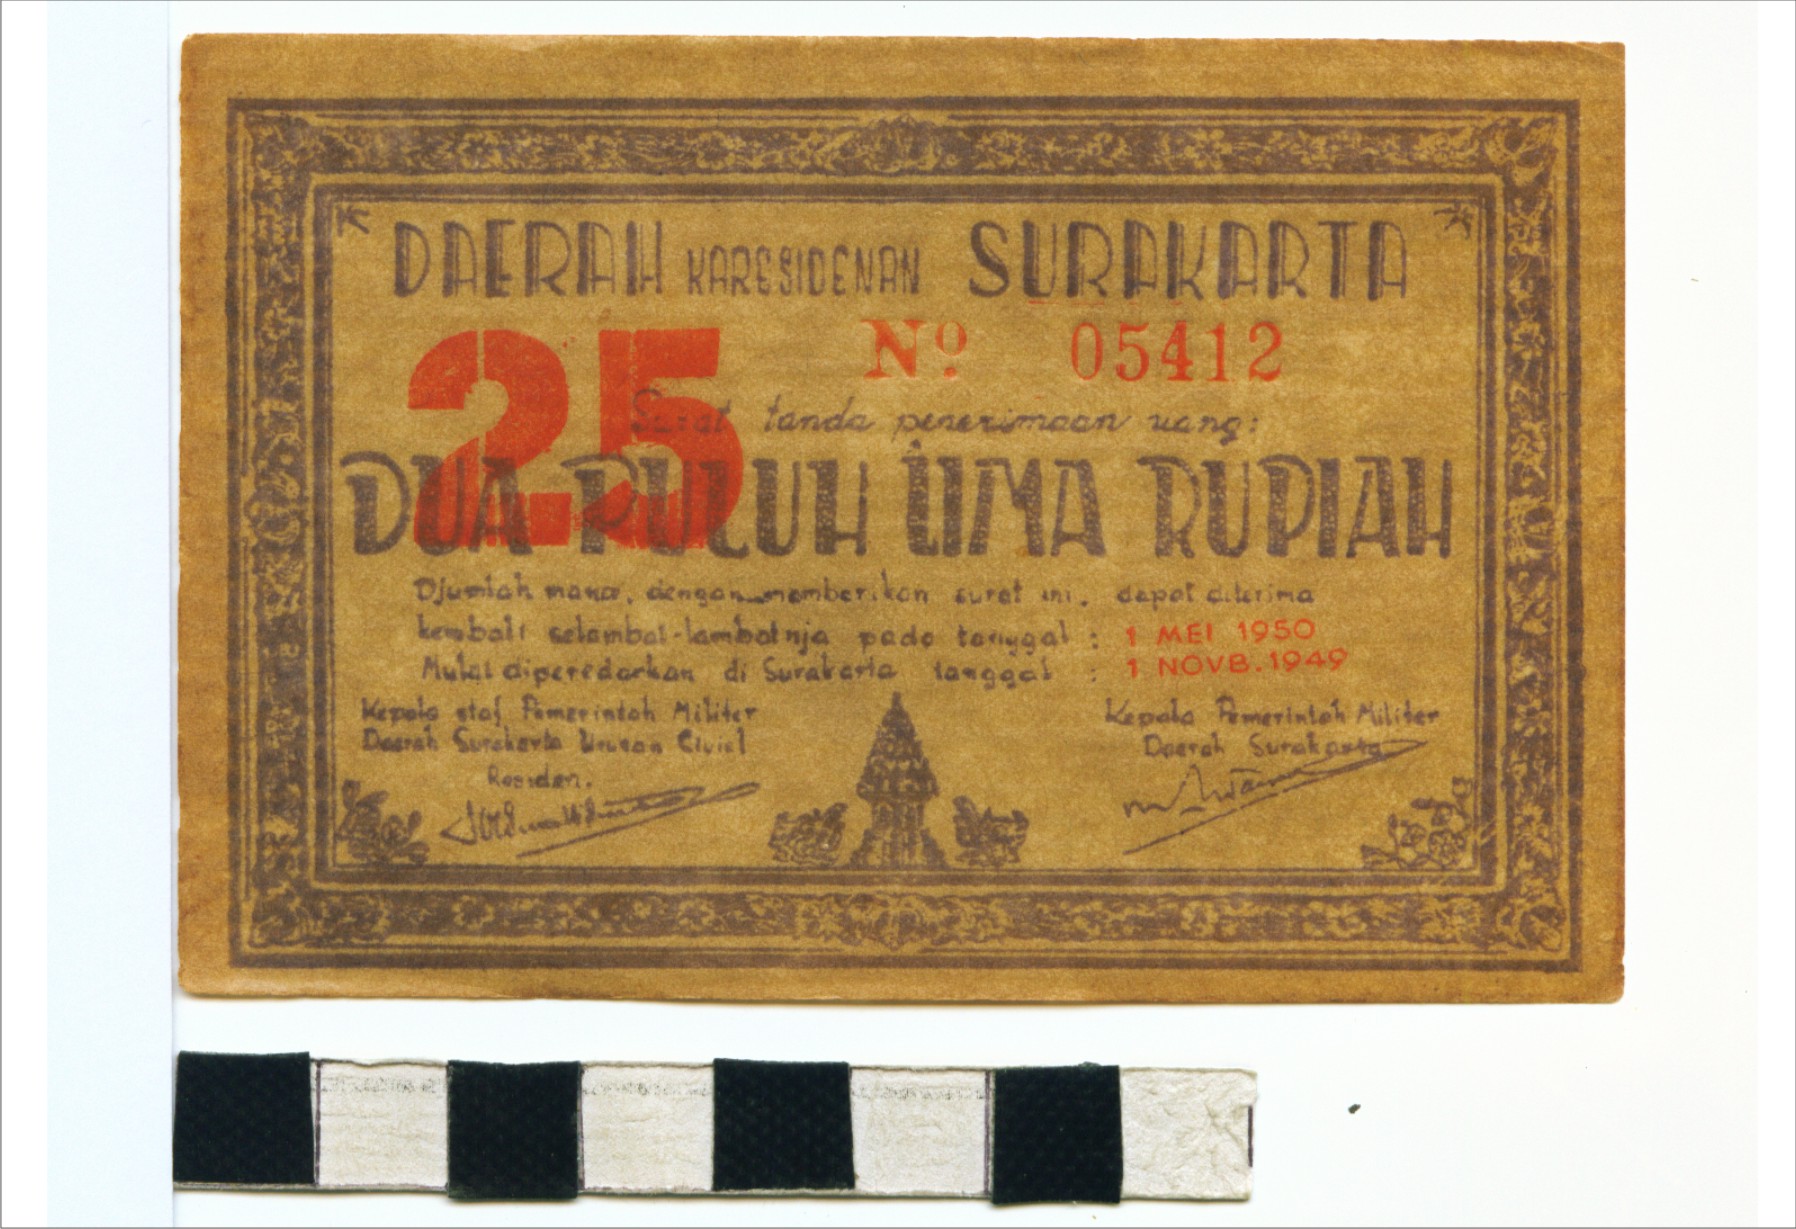 DAERAH KARESIDENAN SURAKARTA
25 No 05412
Surat tanda penerimaan uang:
DUA PULUH LIMA RUPIAH
Djumlah mana, dengan memberikan surat ini, dapat diterima
kembali selambat-lambatnja pada tanggal : 1 MEI 1950
Mulai diperedarkan di Surakarta tanggal : 1 NOVB. 1949
Kepala staf Pemerintah Militer
Daerah Surakarta Urusan Civiel
Residen.
Kepala Pemerintah Militer
Daerah Surakarta